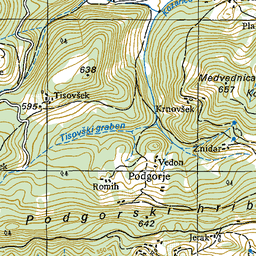 Pla
638
Medvednica
657
Tisovšek
595
Krnovšek
Tisovški graben
Žnidar
Vedon
Romih
Podgorje
Podgorski hrib
642
Jerak